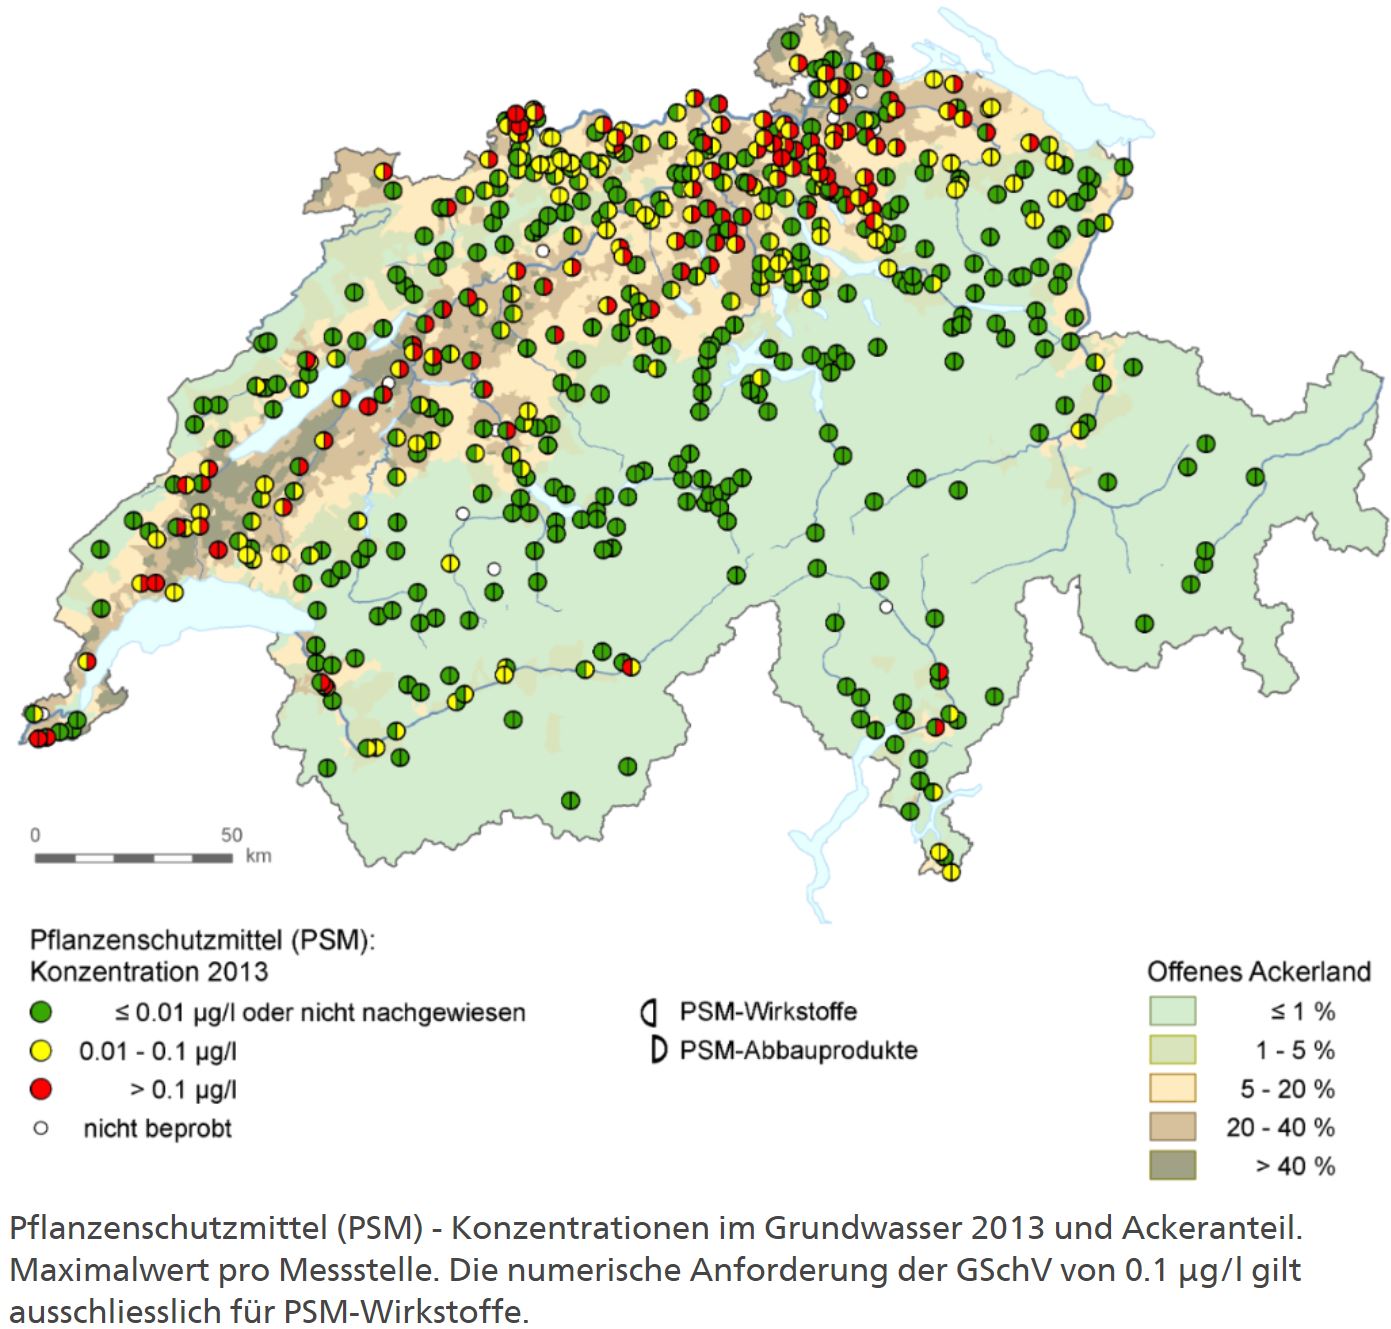 0 50
km
Pflanzenschutzmittel (PSM):
Konzentration 2013
≤ 0.01 µg/l oder nicht nachgewiesen
0.01 - 0.1 µg/l
> 0.1 µg/l
nicht beprobt
PSM-Wirkstoffe
PSM-Abbauprodukte
Offenes Ackerland
≤ 1 %
1 - 5 %
5 - 20 %
20 - 40 %
> 40 %
Pflanzenschutzmittel (PSM) - Konzentrationen im Grundwasser 2013 und Ackeranteil.
Maximalwert pro Messstelle. Die numerische Anforderung der GSchV von 0.1 µg/l gilt
ausschliesslich für PSM-Wirkstoffe.